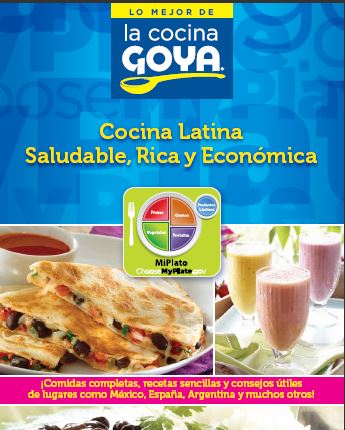 LO MEJOR DE
la cocina
GOYA®
Cocina Latina
Saludable, Rica y Económica
Frutas
Granos
Productos
Lácteos
Vegetales
Proteína
MiPlato
ChooseMyPlate.gov
¡Comidas completas, recetas sencillas y consejos útiles
de lugares como México, España, Argentina y muchos otros!